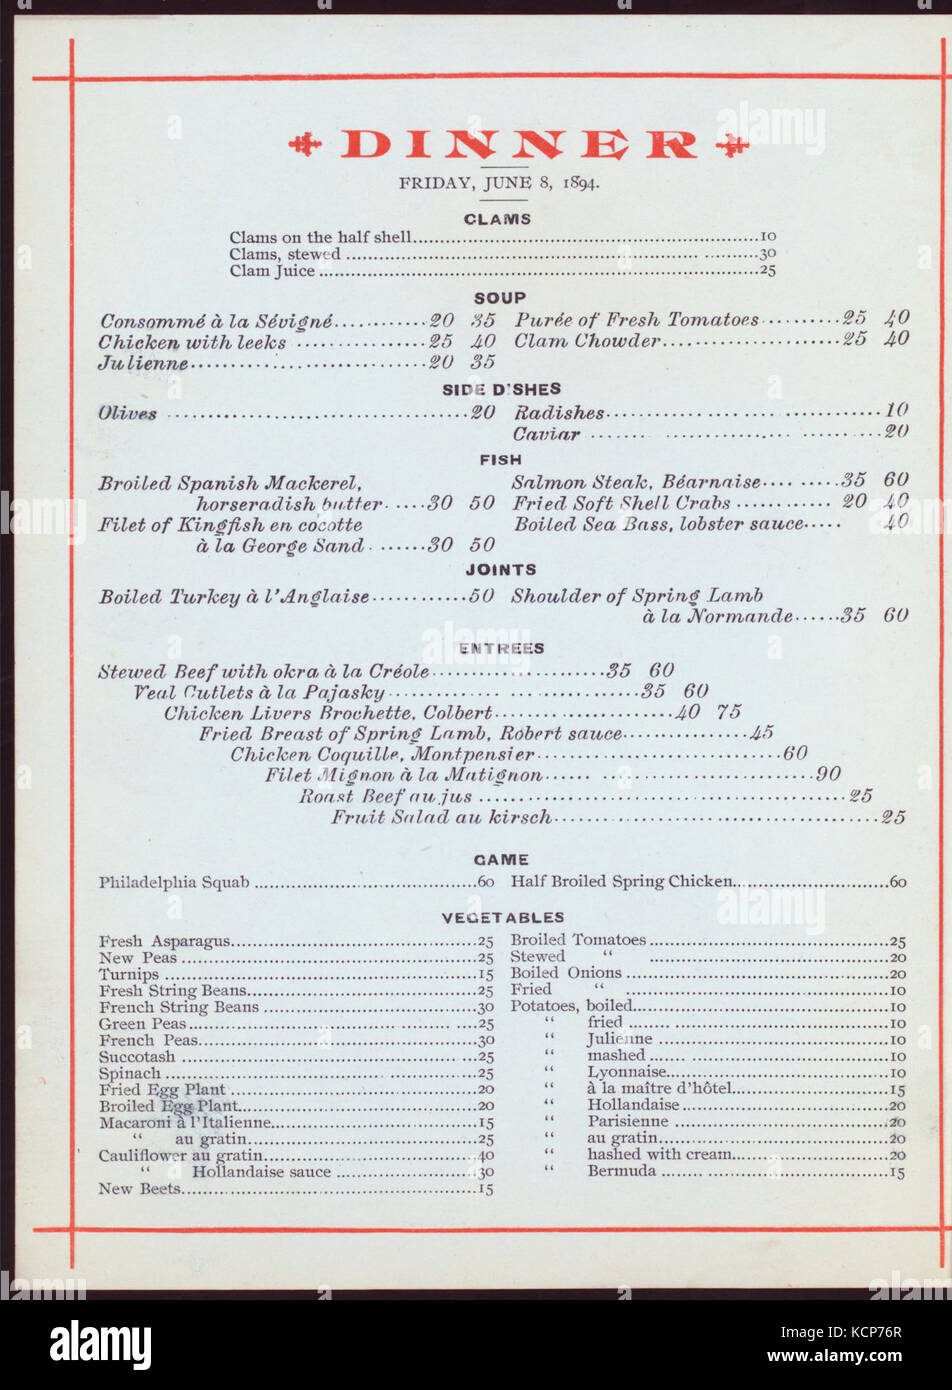 DINNER
FRIDAY, JUNE 8, 1894.
CLAMS
Clams on the half shell 10
Clams, stewed 30
Clam Juice 25
SOUP
Consommé à la Sévigné 20 35
Chicken with leeks 25 40
Julienne 20 35
Purée of Fresh Tomatoes 25 40
Clam Chowder 25 40
SIDE DISHES
Olives 20
Radishes 10
Caviar 20
FISH
Broiled Spanish Mackerel,
horseradish butter 30 50
Filet of Kingfish en cocotte
à la George Sand 30 50
Salmon Steak, Béarnaise 35 60
Fried Soft Shell Crabs 20 40
Boiled Sea Bass, lobster sauce 40
JOINTS
Boiled Turkey à l'Anglaise 50
Shoulder of Spring Lamb
à la Normande 35 60
ENTREES
Stewed Beef with okra à la Créole 35 60
Veal Cutlets à la Pajasky 35 60
Chicken Livers Brochette, Colbert 40 75
Fried Breast of Spring Lamb, Robert sauce 45
Chicken Coquille, Montpensier 60
Filet Mignon à la Matignon 90
Roast Beef au jus 25
Fruit Salad au kirsch 25
GAME
Philadelphia Squab 60
Half Broiled Spring Chicken 60
VEGETABLES
Fresh Asparagus 25
New Peas 25
Turnips 15
Fresh String Beans 25
French String Beans 30
Green Peas 25
French Peas 30
Succotash 25
Spinach 25
Fried Egg Plant 20
Broiled Egg Plant 20
Macaroni à l'Italienne 15
" au gratin 25
Cauliflower au gratin 40
" Hollandaise sauce 30
New Beets 15
Broiled Tomatoes 25
Stewed " 20
Boiled Onions 20
Fried " 10
Potatoes, boiled 10
" fried 10
" Julienne 10
" mashed 10
" Lyonnaise 10
" à la maître d'hôtel 15
" Hollandaise 20
" Parisienne 20
" au gratin 20
" hashed with cream 20
" Bermuda 15
alamy
Image ID: KCP76R
www.alamy.com